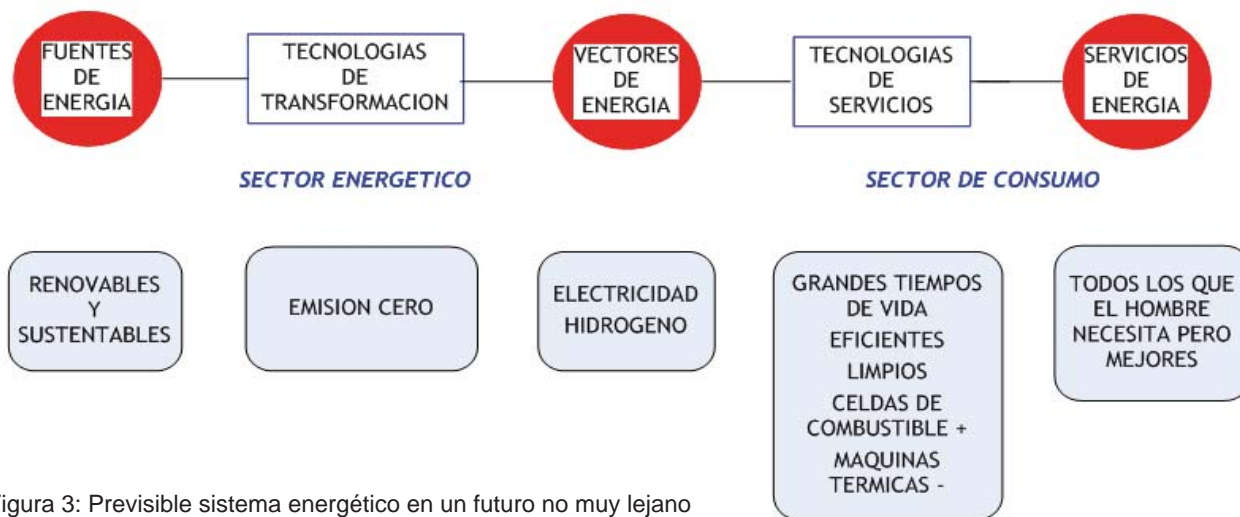 FUENTES
DE
ENERGIA
TECNOLOGIAS
DE
TRANSFORMACION
VECTORES
DE
ENERGIA
TECNOLOGIAS
DE
SERVICIOS
SERVICIOS
DE
ENERGIA
SECTOR ENERGETICO
SECTOR DE CONSUMO
RENOVABLES
Y
SUSTENTABLES
EMISION CERO
ELECTRICIDAD
HIDROGENO
GRANDES TIEMPOS
DE VIDA
EFICIENTES
LIMPIOS
CELDAS DE
COMBUSTIBLE +
MAQUINAS
TERMICAS -
TODOS LOS QUE
EL HOMBRE
NECESITA PERO
MEJORES
igura 3: Previsible sistema energético en un futuro no muy lejano